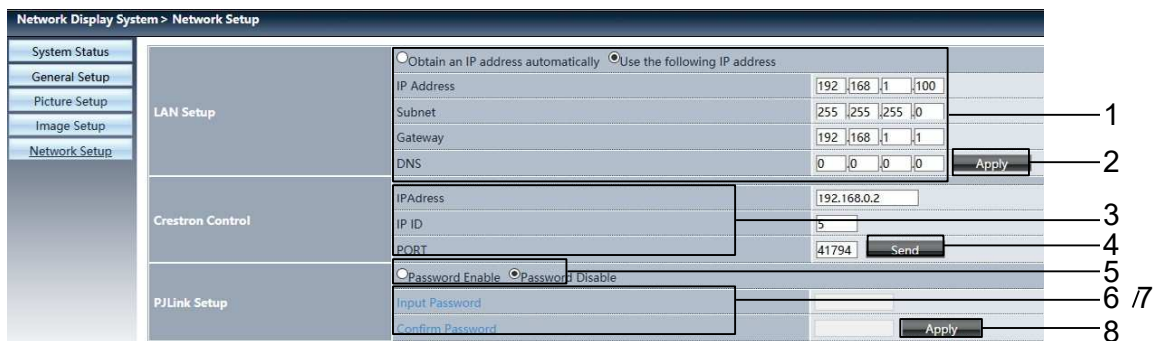 Network Display System > Network Setup
System Status
General Setup
Picture Setup
Image Setup
Network Setup
LAN Setup
Obtain an IP address automatically Use the following IP address
IP Address 192 .168 .1 .100
Subnet 255 .255 .255 .0
Gateway 192 .168 .1 .1
DNS 0 .0 .0 .0 Apply
1
2
Crestron Control
IPAdress 192.168.0.2
IP ID 5
PORT 41794 Send
3
4
PJLink Setup
Password Enable Password Disable
Input Password
Confirm Password Apply
5
6 /7
8